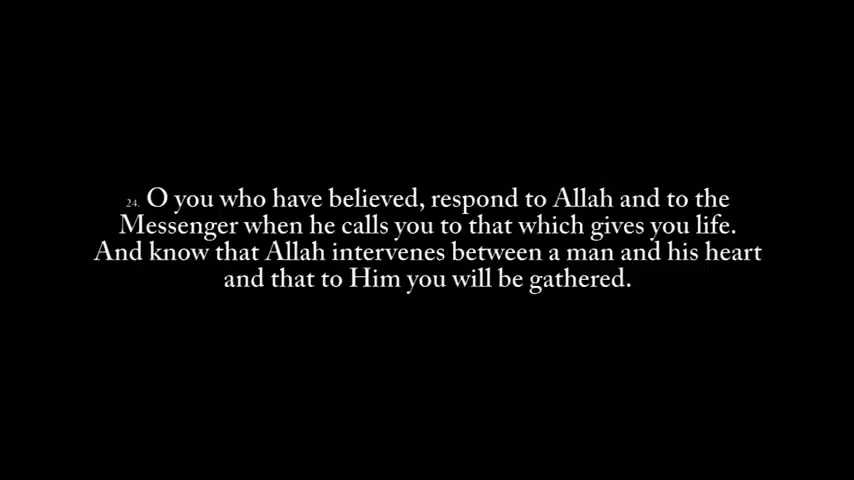 24. O you who have believed, respond to Allah and to the
Messenger when he calls you to that which gives you life.
And know that Allah intervenes between a man and his heart
and that to Him you will be gathered.